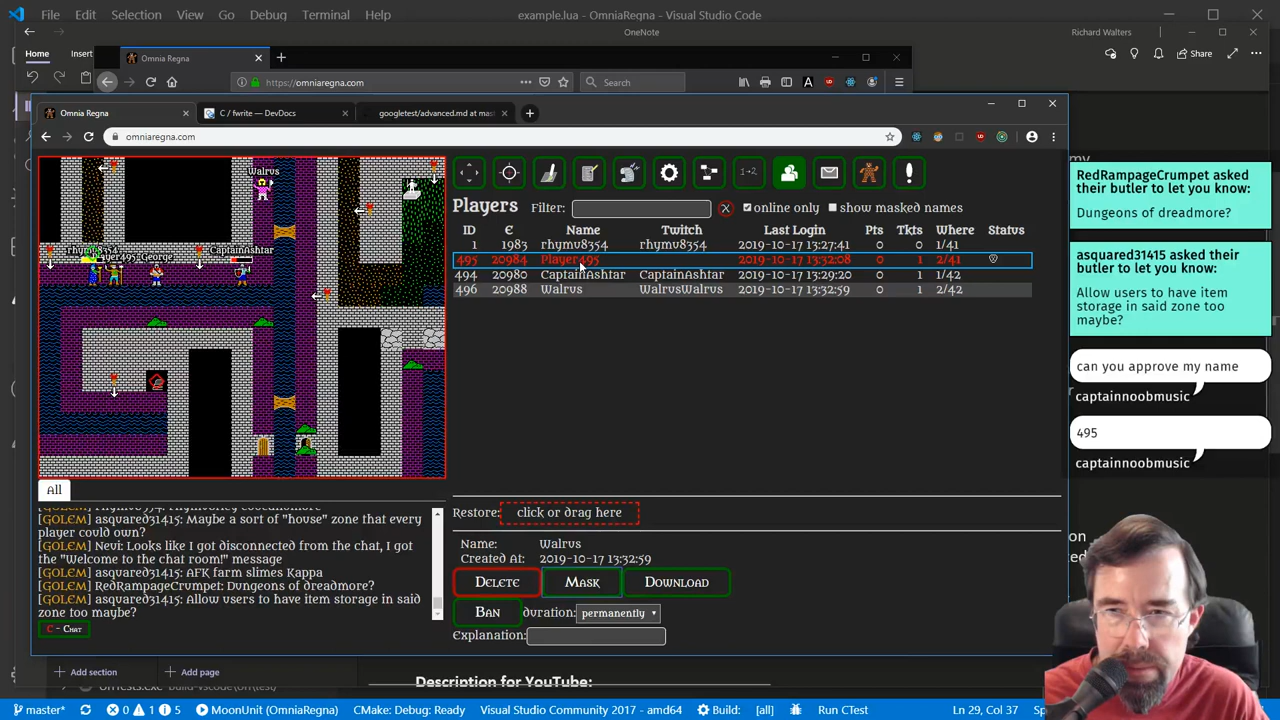 File Edit Selection View Go Debug Terminal Help
example.lua - OmniaRegna - Visual Studio Code
OneNote
Richard Walters
Home Insert
Share
Omnia Regna
https://omniaregna.com
Search
Omnia Regna
C / fwrite — DevDocs
googletest/advanced.md at mas
omniaregna.com
Walrus
Player495 George
CaptainAshtar
Players Filter: online only show masked names
ID € Name Twitch Last Login Pts Tkts Where Status
1 1983 rhymu8354 rhymu8354 2019-10-17 13:27:41 0 0 1/41
495 20984 Player495 2019-10-17 13:32:08 0 1 2/41
494 20980 CaptainAshtar CaptainAshtar 2019-10-17 13:29:20 0 1 1/42
496 20988 Walrus WalrusWalrus 2019-10-17 13:32:59 0 1 2/42
Restore: click or drag here
Name: Walrus
Created At: 2019-10-17 13:32:59
DELETE MASK DOWNLOAD
BAN duration: permanently
Explanation:
All
[GOLEM] asquared31415: Maybe a sort of "house" zone that every
player could own?
[GOLEM] Nevi: Looks like I got disconnected from the chat, I got
the "Welcome to the chat room!" message
[GOLEM] asquared31415: AFK farm slimes Kappa
[GOLEM] RedRampageCrumpet: Dungeons of dreadmore?
[GOLEM] asquared31415: Allow users to have item storage in said
zone too maybe?
C - CHAT
RedRampageCrumpet asked
their butler to let you know:
Dungeons of dreadmore?
asquared31415 asked their
butler to let you know:
Allow users to have item
storage in said zone too
maybe?
can you approve my name
captainnoobmusic
495
captainnoobmusic
Add section Add page
Description for YouTube:
master* 0 1 5 MoonUnit (OmniaRegna) CMake: Debug: Ready Visual Studio Community 2017 - amd64 Build: [all] Run CTest Ln 29, Col 37